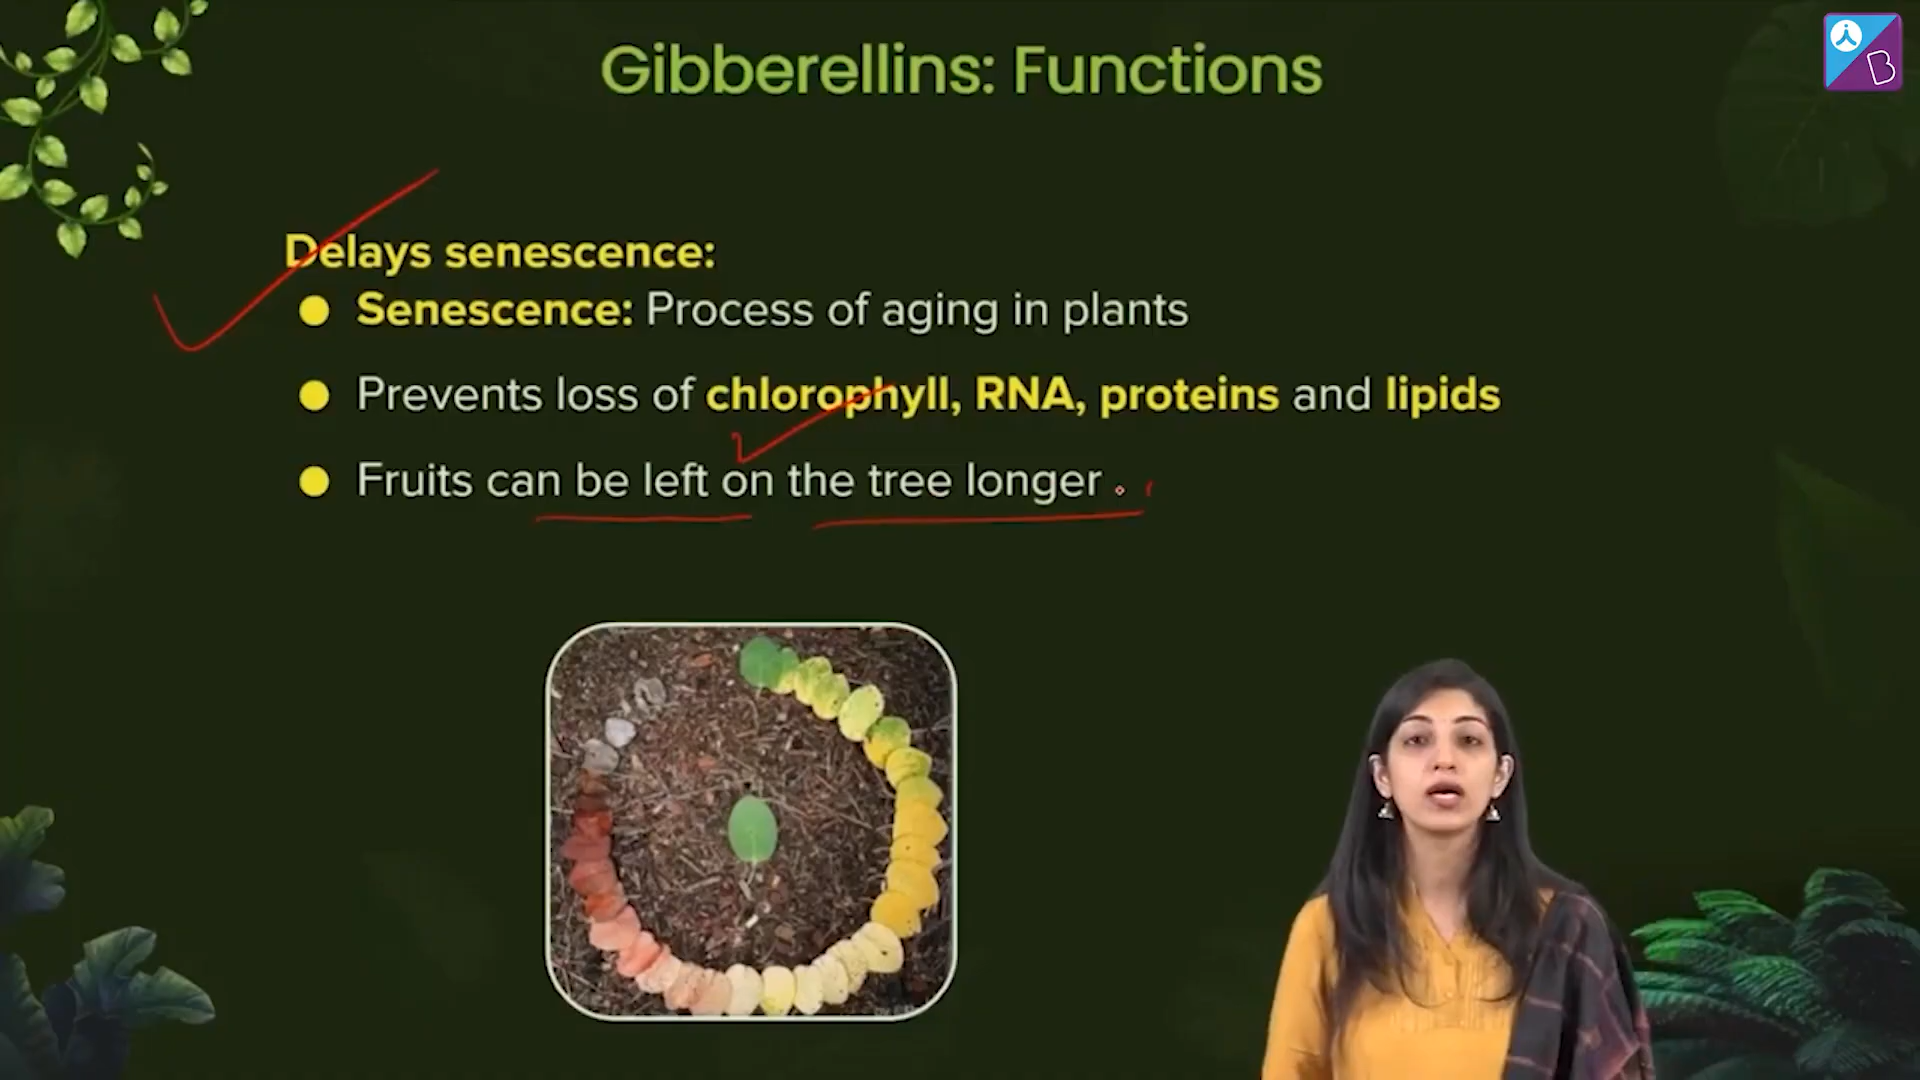 Gibberellins: Functions
B
Delays senescence:
Senescence: Process of aging in plants
Prevents loss of chlorophyll, RNA, proteins and lipids
Fruits can be left on the tree longer .